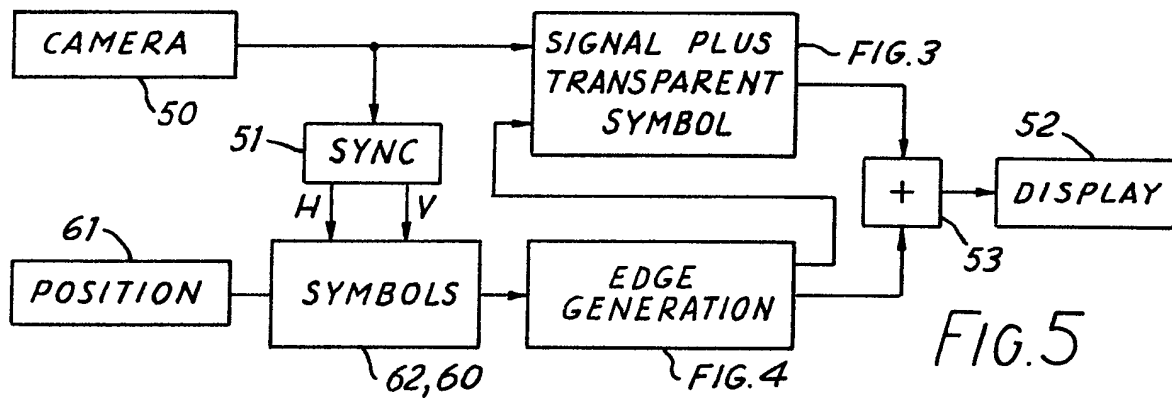 CAMERA
50
SIGNAL PLUS
TRANSPARENT
SYMBOL
FIG.3
51
SYNC
H
V
52
+
DISPLAY
53
61
POSITION
SYMBOLS
62,60
EDGE
GENERATION
FIG.4
FIG.5